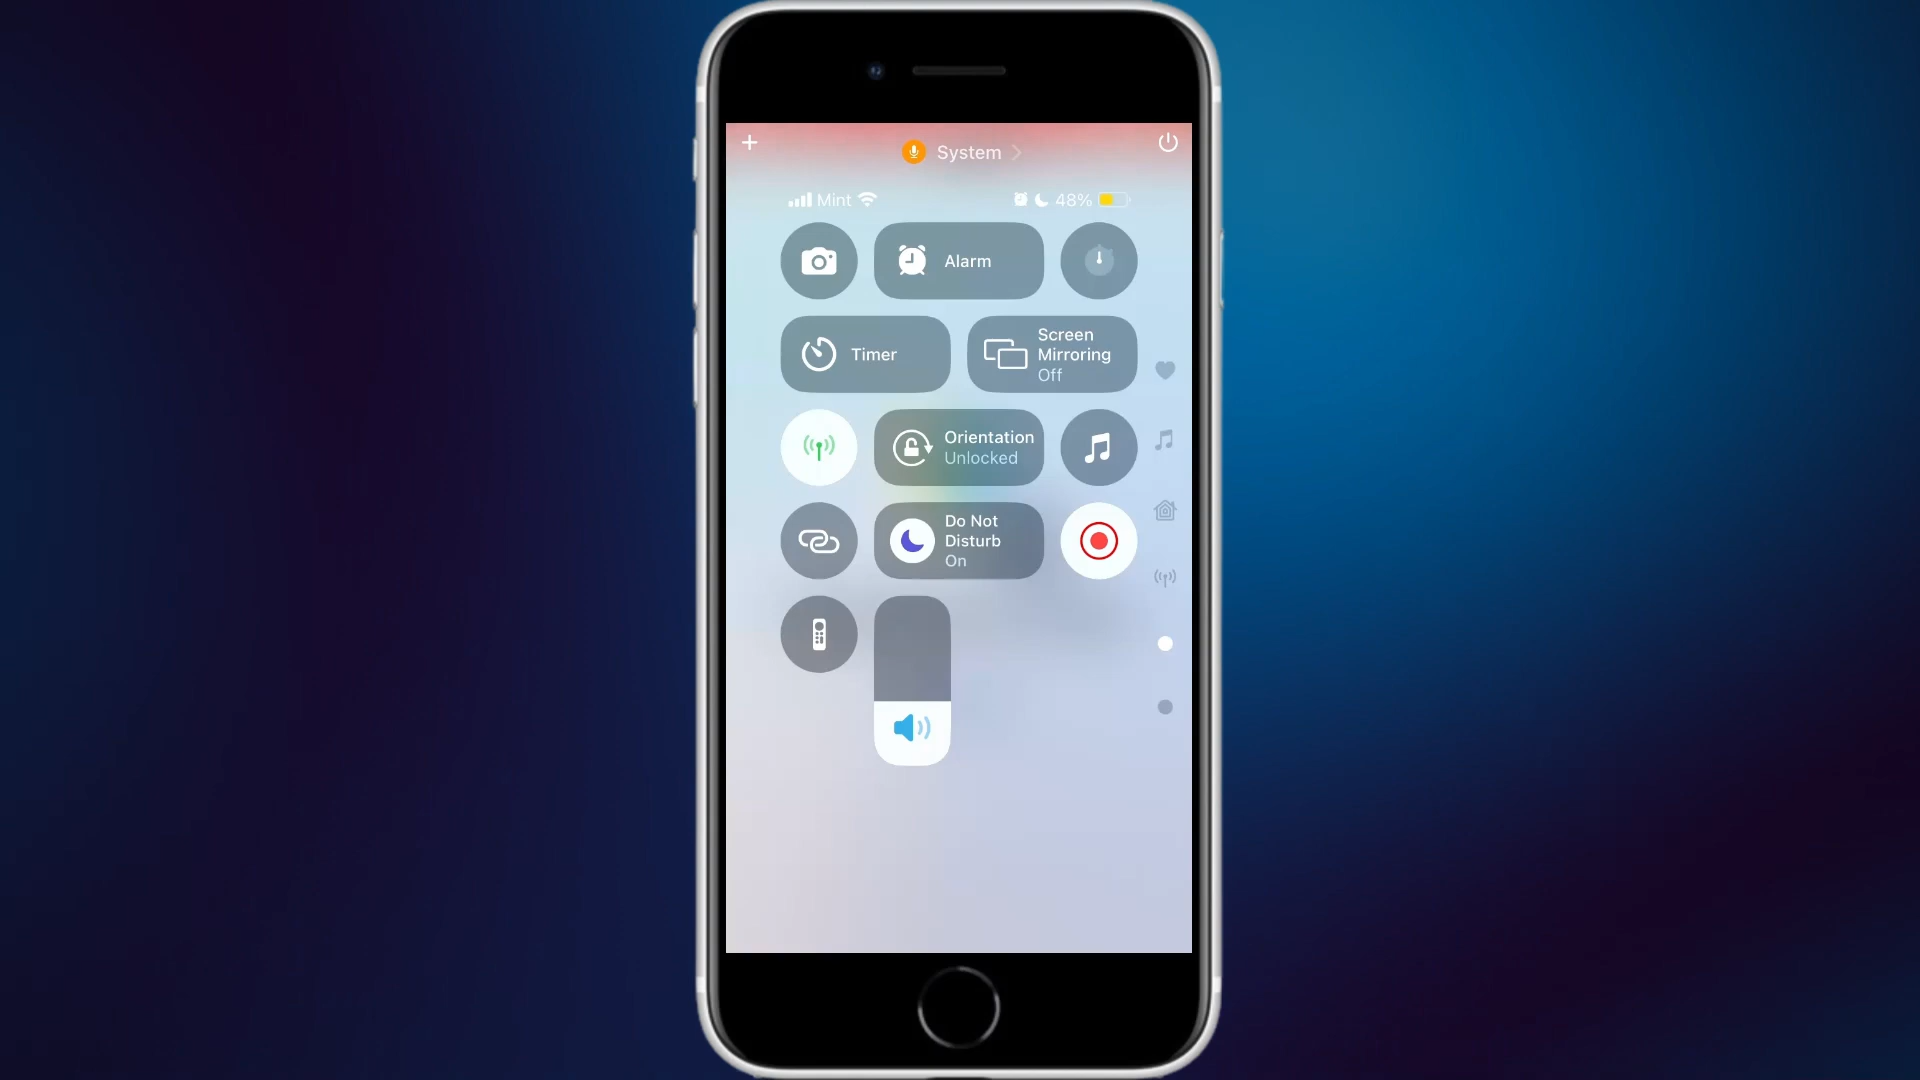 System
Mint
48%
Alarm
Timer
Screen
Mirroring
Off
Orientation
Unlocked
Do Not
Disturb
On